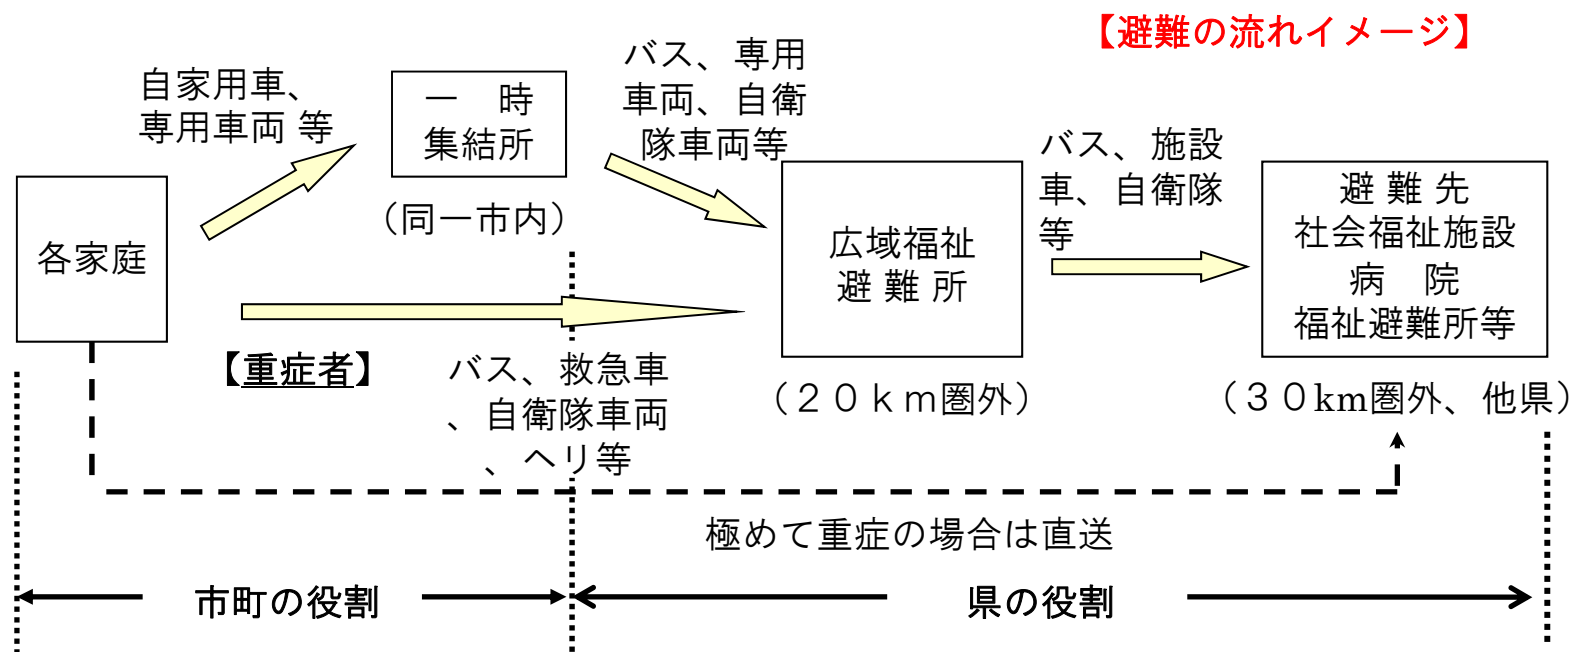 【避難の流れイメージ】
自家用車、
専用車両 等
一　時
集結所
（同一市内）
バス、専用
車両、自衛
隊車両等
各家庭
広域福祉
避 難 所
（２０ｋｍ圏外）
バス、施設
車、自衛隊
等
避 難 先
社会福祉施設
病　院
福祉避難所等
（３０km圏外、他県）
【重症者】
バス、救急車
、自衛隊車両
、ヘリ等
極めて重症の場合は直送
市町の役割
県の役割